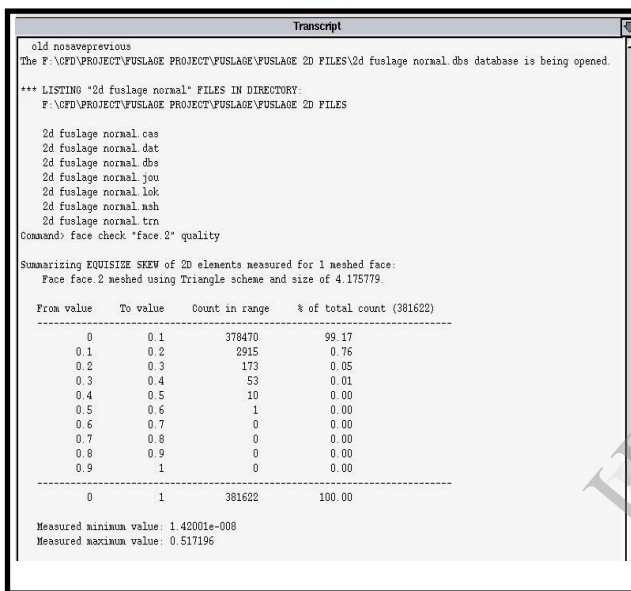 Transcript
old nosaveprevious
The F:\CFD\PROJECT\FUSLAGE PROJECT\FUSLAGE\FUSLAGE 2D FILES\2d fuslage normal.dbs database is being opened.
*** LISTING "2d fuslage normal" FILES IN DIRECTORY:
F:\CFD\PROJECT\FUSLAGE PROJECT\FUSLAGE\FUSLAGE 2D FILES
2d fuslage normal.cas
2d fuslage normal.dat
2d fuslage normal.dbs
2d fuslage normal.jou
2d fuslage normal.lok
2d fuslage normal.msh
2d fuslage normal.trn
Command> face check "face.2" quality
Summarizing EQUISIZE SKEW of 2D elements measured for 1 meshed face:
Face face.2 meshed using Triangle scheme and size of 4.175779.
From value To value Count in range % of total count (381622)
----------------------------------------------------------------------
0 0.1 378470 99.17
0.1 0.2 2915 0.76
0.2 0.3 173 0.05
0.3 0.4 53 0.01
0.4 0.5 10 0.00
0.5 0.6 1 0.00
0.6 0.7 0 0.00
0.7 0.8 0 0.00
0.8 0.9 0 0.00
0.9 1 0 0.00
----------------------------------------------------------------------
0 1 381622 100.00
Measured minimum value: 1.42001e-008
Measured maximum value: 0.517196